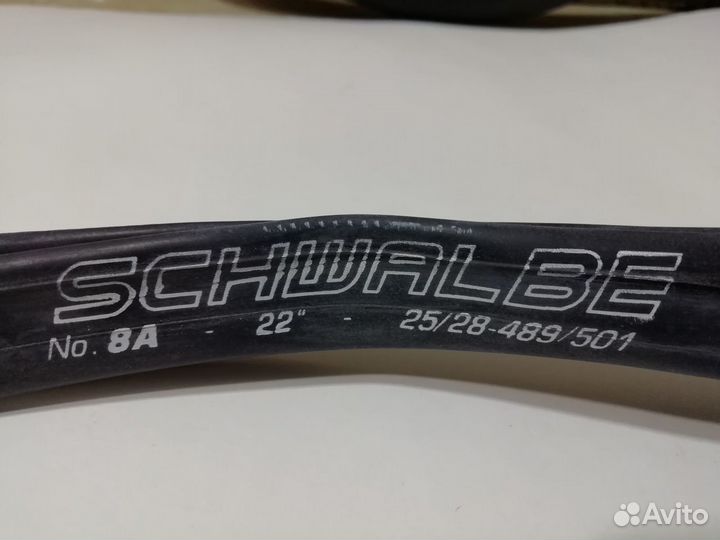 SCHWALBE
No. 8A - 22" - 25/28-489/501
Avito